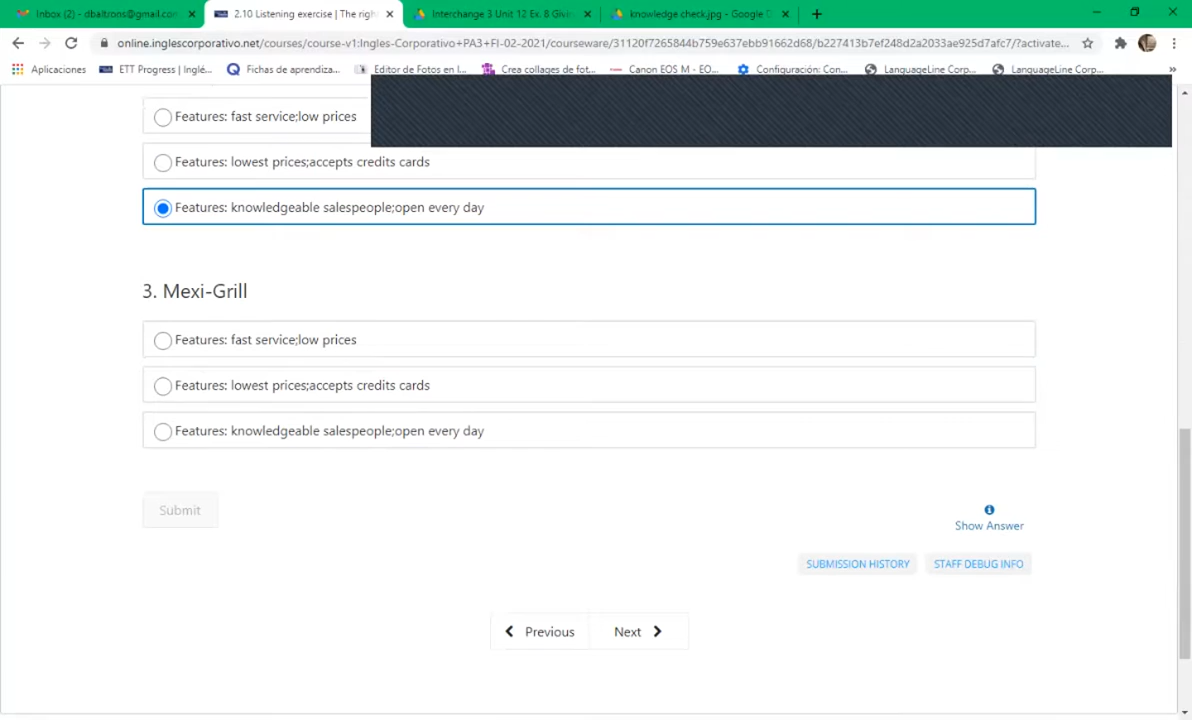 Inbox (2) - dbaltrons@gmail.com
2.10 Listening exercise | The righ
Interchange 3 Unit 12 Ex. 8 Givi
knowledge check.jpg - Google D
online.inglescorporativo.net/courses/course-v1:Ingles-Corporativo+PA3+FI-02-2021/courseware/31120f7265844b759e637ebb91662d68/b227413b7ef248d2a2033ae925d7afc7/?activate...
Aplicaciones
ETT Progress | Inglé...
Fichas de aprendiza...
Editor de Fotos en l...
Crea collages de fot...
Canon EOS M - EO...
Configuración: Con...
LanguageLine Corp...
LanguageLine Corp...
Features: fast service;low prices
Features: lowest prices;accepts credits cards
Features: knowledgeable salespeople;open every day
3. Mexi-Grill
Features: fast service;low prices
Features: lowest prices;accepts credits cards
Features: knowledgeable salespeople;open every day
Submit
Show Answer
SUBMISSION HISTORY
STAFF DEBUG INFO
Previous
Next